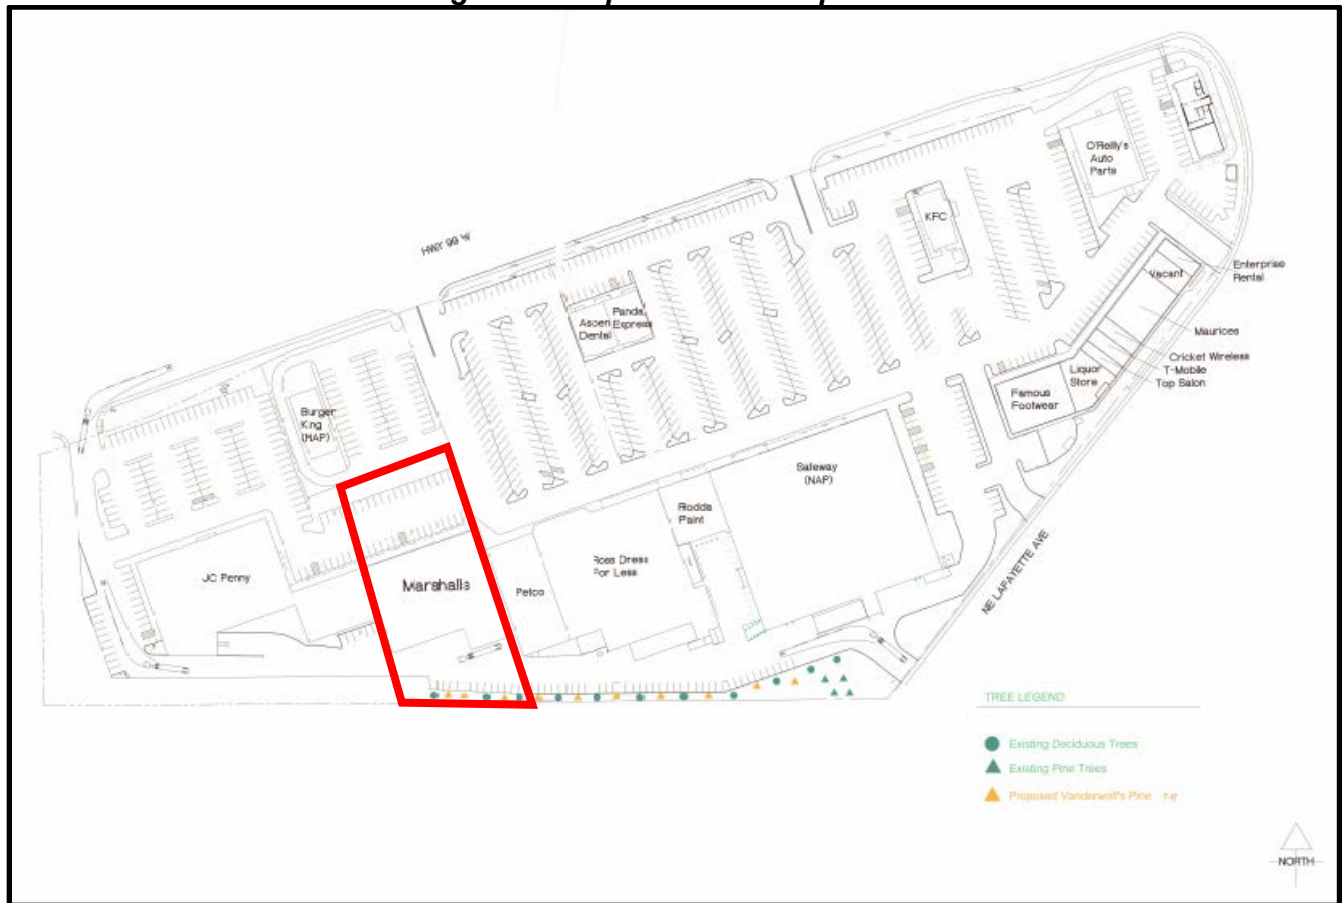 HWY 99 W
O'Reilly's
Auto
Parts
KFC
Vacant
Enterprise
Rental
Maurices
Cricket Wireless
T-Mobile
Top Salon
Liquor
Store
Famous
Footwear
Panda
Express
Aspen
Dental
Burger
King
(NAP)
Safeway
(NAP)
Rodda
Paint
Ross Dress
For Less
Petco
Marshalls
JC Penny
NE LAFAYETTE AVE
TREE LEGEND
Existing Deciduous Trees
Existing Pine Trees
Proposed Vanderwolf's Pine
NORTH